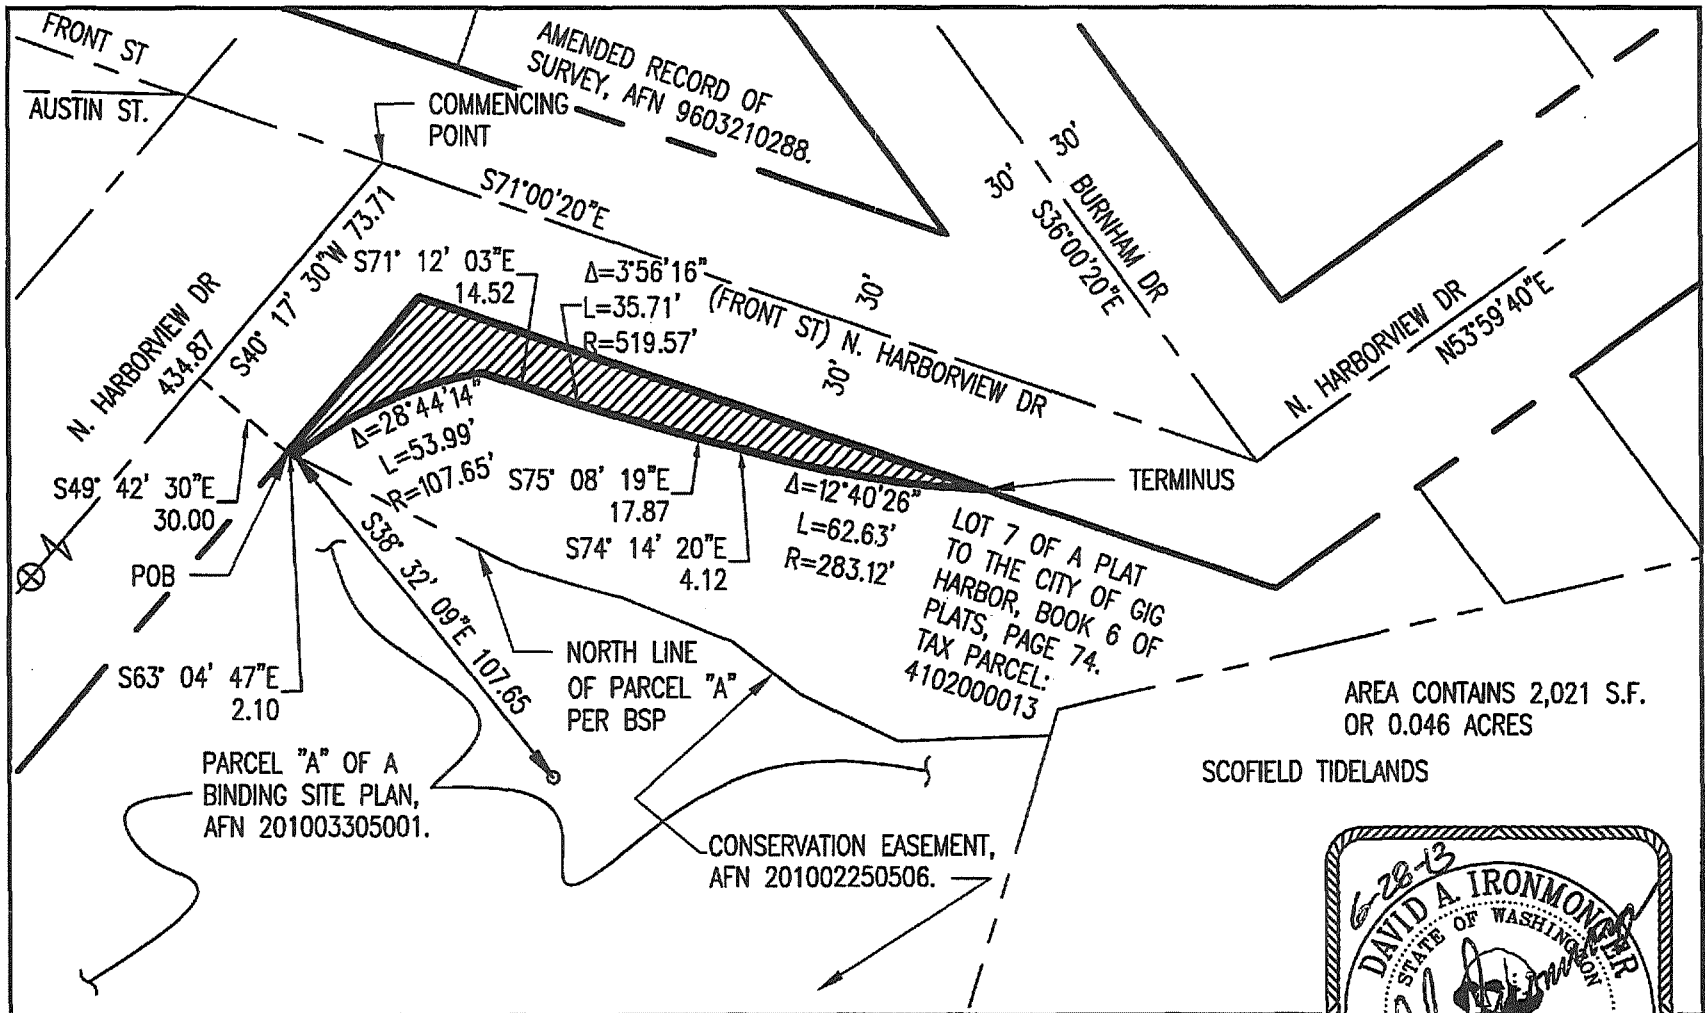 FRONT ST
AUSTIN ST.
COMMENCING
POINT
AMENDED RECORD OF
SURVEY, AFN 9603210288.
S71°00'20"E
30'
30'
BURNHAM DR
S36°00'20"E
N. HARBORVIEW DR
434.87
S40° 17' 30"W 73.71
S71° 12' 03"E
14.52
Δ=3°56'16"
L=35.71'
R=519.57'
(FRONT ST) N. HARBORVIEW DR
30'
30'
N. HARBORVIEW DR
N53°59'40"E
Δ=28°44'14"
L=53.99'
R=107.65'
S49° 42' 30"E
30.00
S75° 08' 19"E
17.87
S74° 14' 20"E
4.12
Δ=12°40'26"
L=62.63'
R=283.12'
TERMINUS
LOT 7 OF A PLAT
TO THE CITY OF GIG
HARBOR, BOOK 6 OF
PLATS, PAGE 74.
TAX PARCEL:
4102000013
POB
S38° 32' 09"E 107.65
S63° 04' 47"E
2.10
NORTH LINE
OF PARCEL "A"
PER BSP
AREA CONTAINS 2,021 S.F.
OR 0.046 ACRES
SCOFIELD TIDELANDS
PARCEL "A" OF A
BINDING SITE PLAN,
AFN 201003305001.
CONSERVATION EASEMENT,
AFN 201002250506.
6-28-13
DAVID A. IRONMONGER
STATE OF WASHINGTON